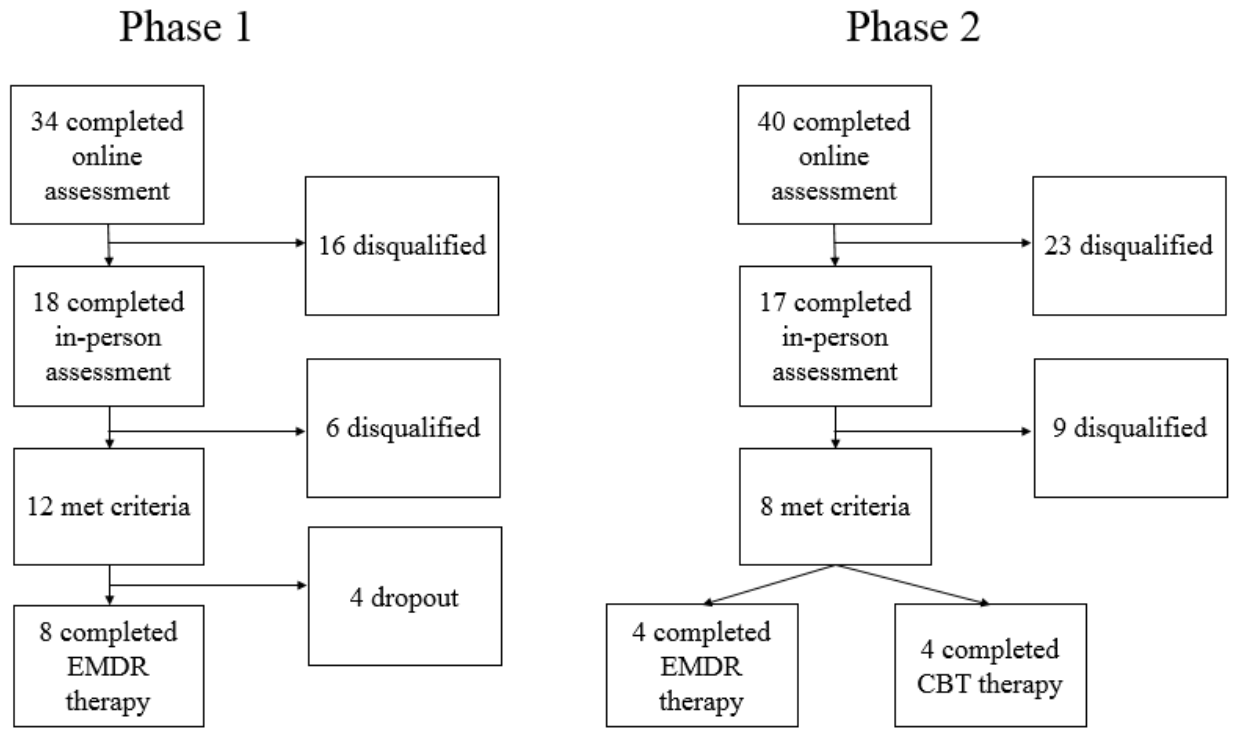 Phase 1
34 completed
online
assessment
16 disqualified
18 completed
in-person
assessment
6 disqualified
12 met criteria
4 dropout
8 completed
EMDR
therapy
Phase 2
40 completed
online
assessment
23 disqualified
17 completed
in-person
assessment
9 disqualified
8 met criteria
4 completed
EMDR
therapy
4 completed
CBT therapy